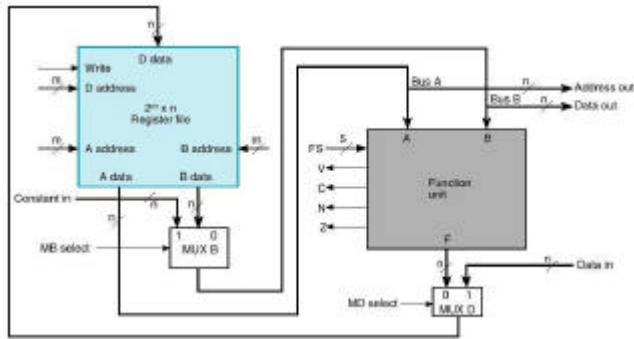 n
D data
Write
m
D address
2ᵐ x n
Register file
m
A address
B address
m
A data
B data
Constant in
n
n
n
1 0
MUX B
MB select
Bus A
n
Address out
Bus B
n
Data out
A
B
FS
5
V
C
N
Z
Function
unit
F
n
n
Data in
0 1
MUX D
MD select